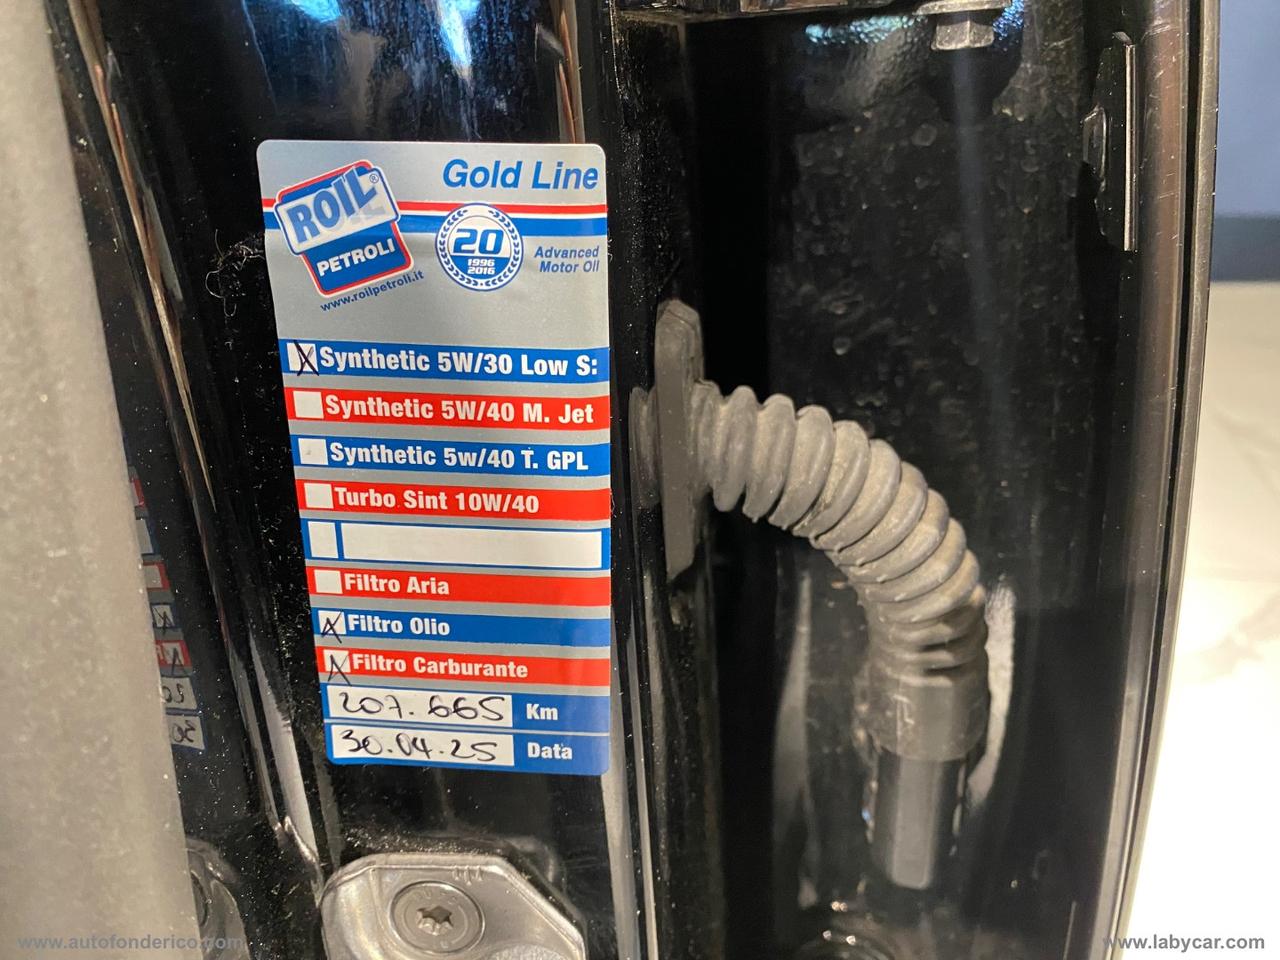 Gold Line
ROIL®
PETROLI
www.roilpetroli.it
20
1996
2016
Advanced
Motor Oil
X Synthetic 5W/30 Low S:
Synthetic 5W/40 M. Jet
Synthetic 5w/40 T. GPL
Turbo Sint 10W/40
Filtro Aria
X Filtro Olio
X Filtro Carburante
207.665 Km
30.04.25 Data
www.autofonderico.com
www.labycar.com